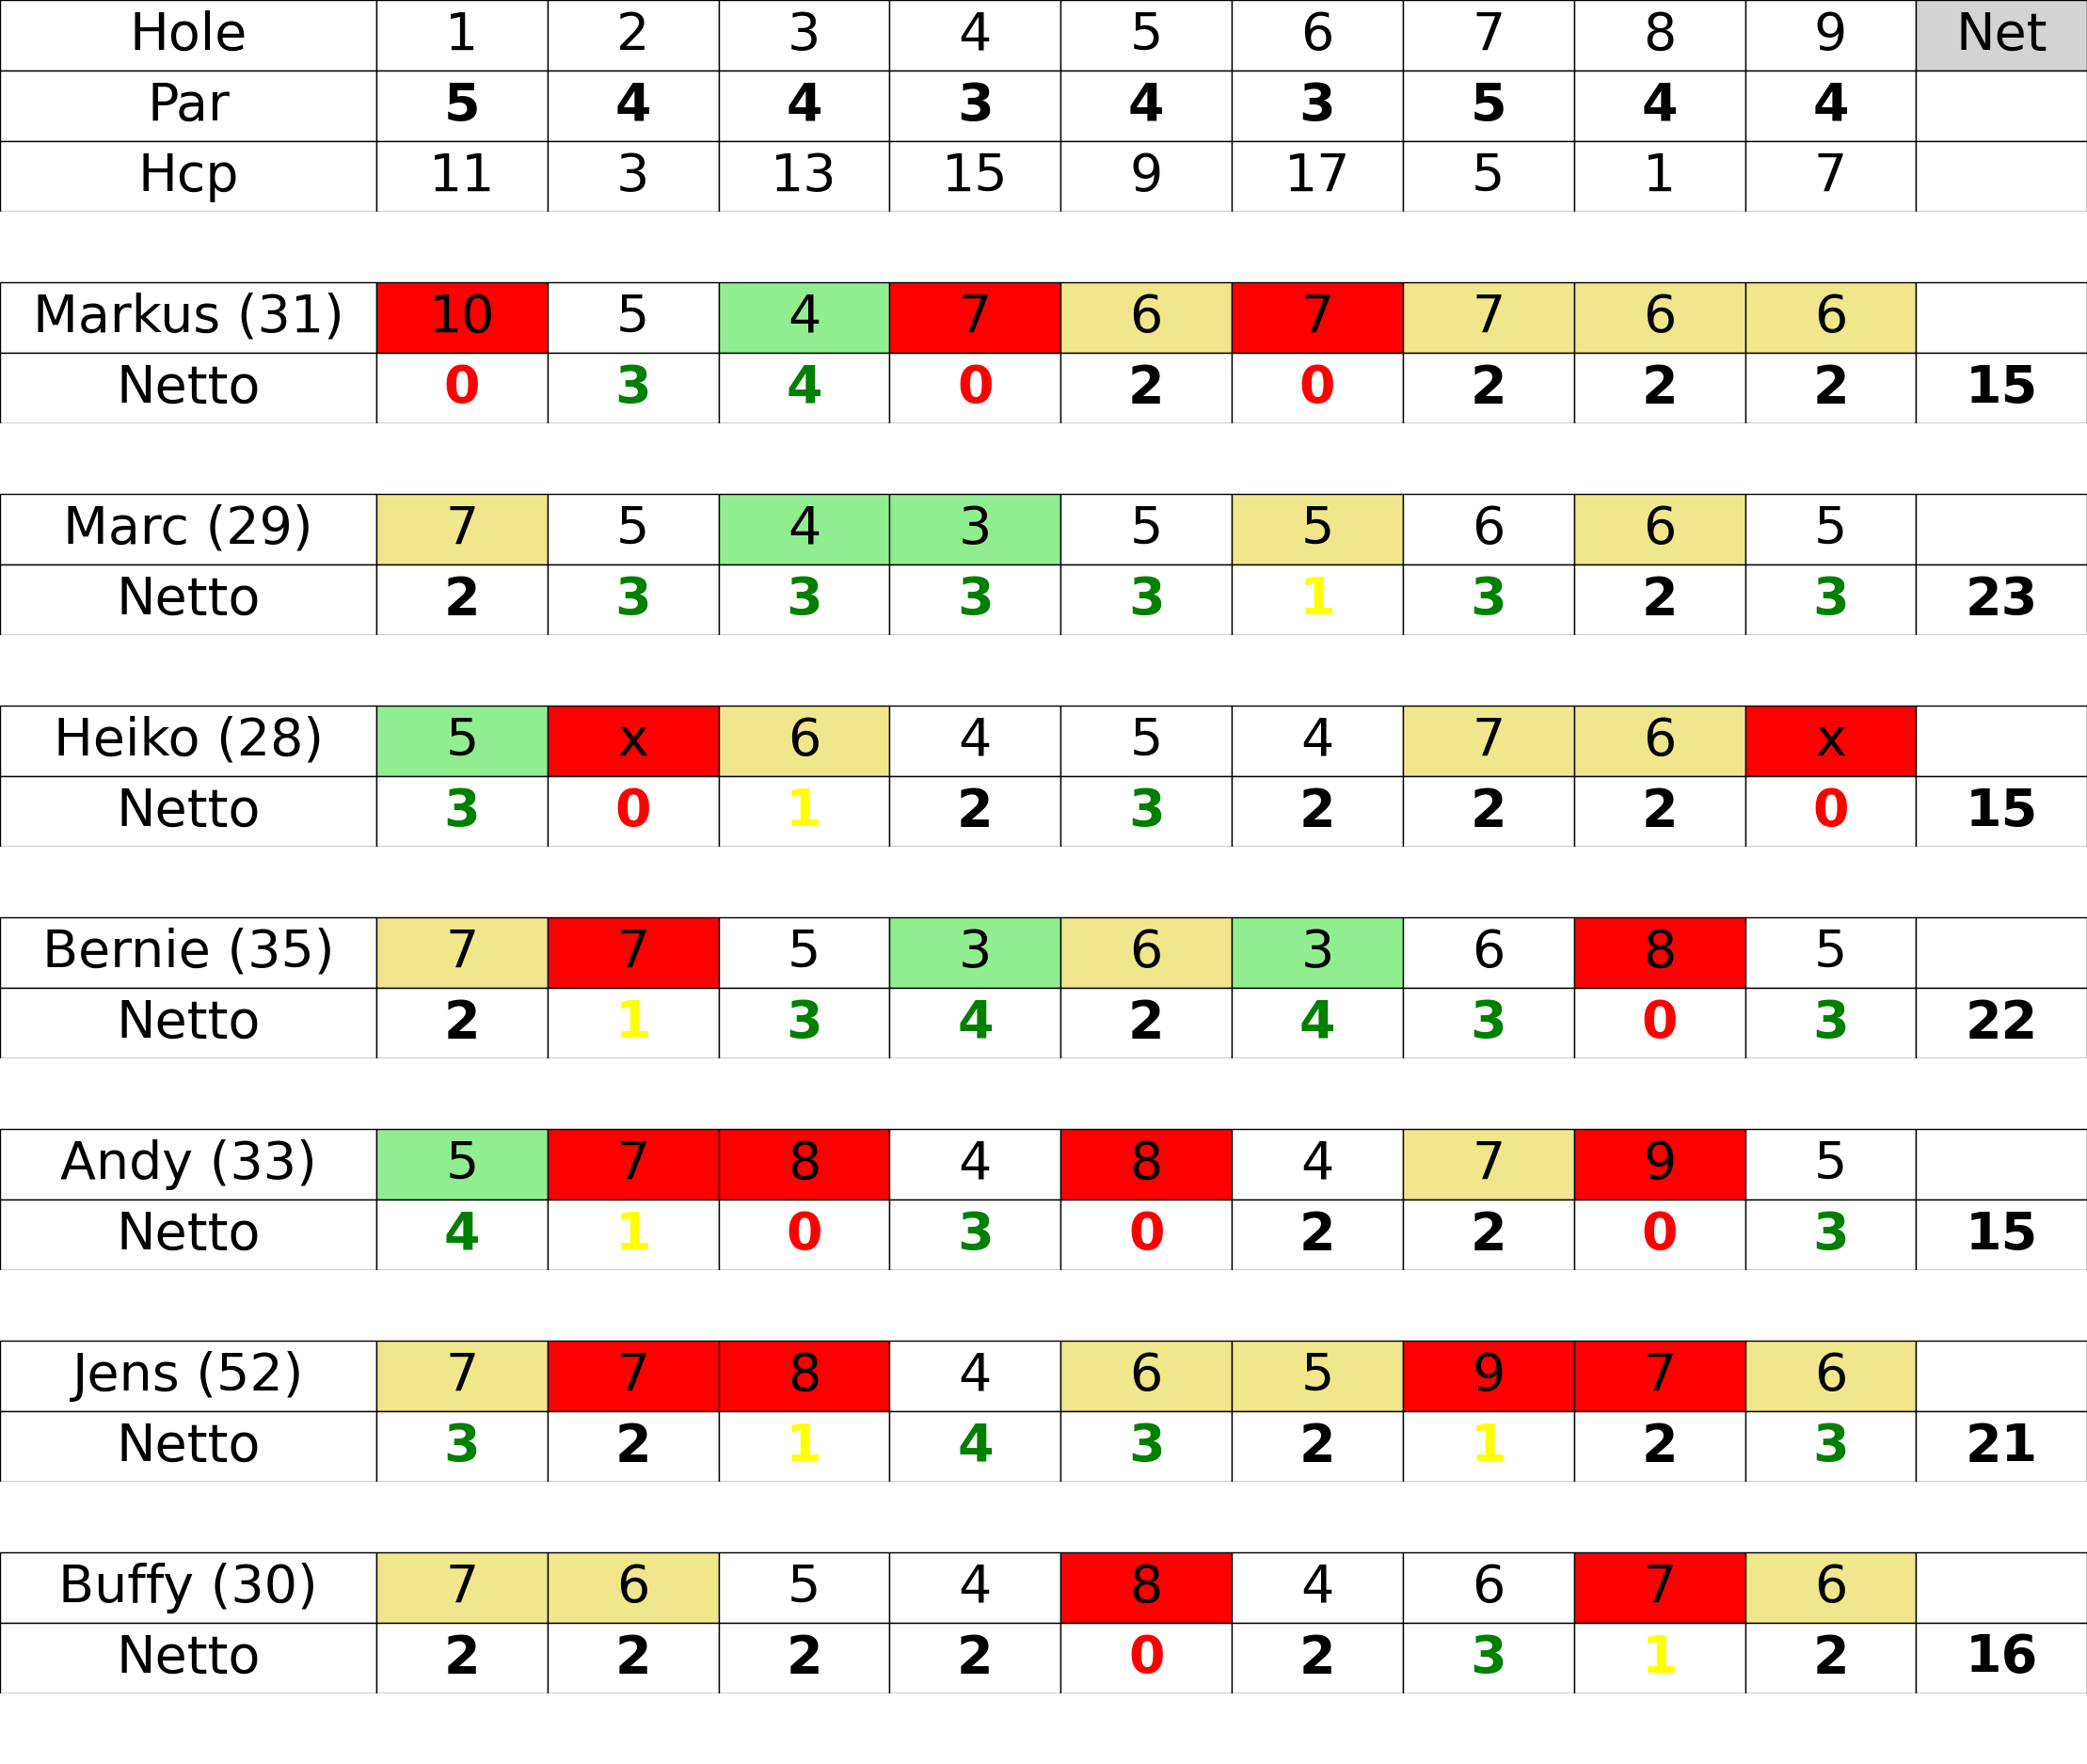 Hole 1 2 3 4 5 6 7 8 9 Net
Par 5 4 4 3 4 3 5 4 4
Hcp 11 3 13 15 9 17 5 1 7
Markus (31) 10 5 4 7 6 7 7 6 6
Netto 0 3 4 0 2 0 2 2 2 15
Marc (29) 7 5 4 3 5 5 6 6 5
Netto 2 3 3 3 3 1 3 2 3 23
Heiko (28) 5 x 6 4 5 4 7 6 x
Netto 3 0 1 2 3 2 2 2 0 15
Bernie (35) 7 7 5 3 6 3 6 8 5
Netto 2 1 3 4 2 4 3 0 3 22
Andy (33) 5 7 8 4 8 4 7 9 5
Netto 4 1 0 3 0 2 2 0 3 15
Jens (52) 7 7 8 4 6 5 9 7 6
Netto 3 2 1 4 3 2 1 2 3 21
Buffy (30) 7 6 5 4 8 4 6 7 6
Netto 2 2 2 2 0 2 3 1 2 16